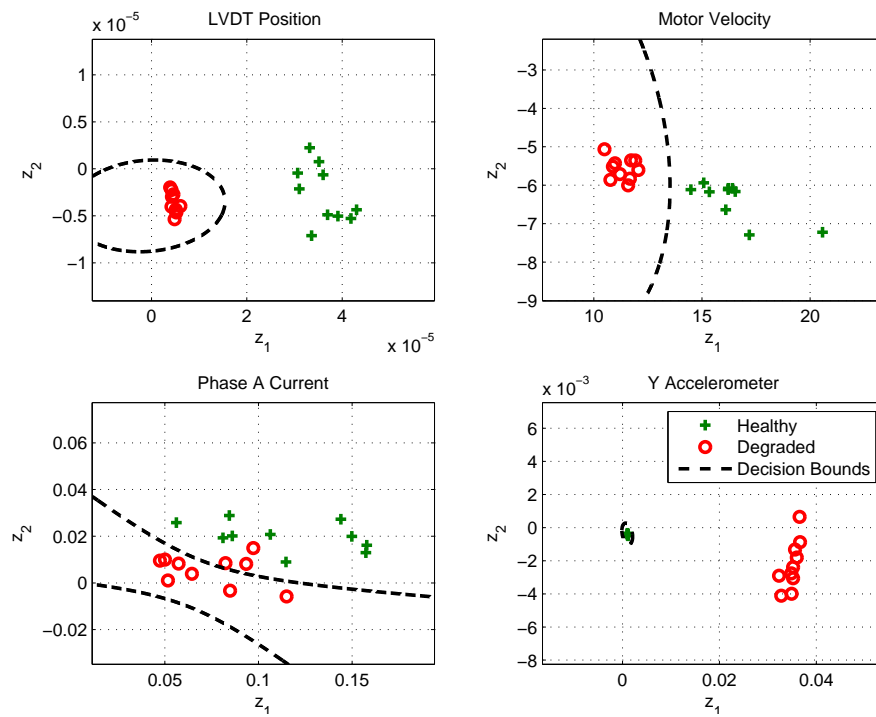 x 10⁻⁵
LVDT Position
1
0.5
0
−0.5
−1
z₂
0
2
4
z₁
x 10⁻⁵
Motor Velocity
−3
−4
−5
−6
−7
−8
−9
z₂
10
15
20
z₁
Phase A Current
0.06
0.04
0.02
0
−0.02
z₂
0.05
0.1
0.15
z₁
x 10⁻³
Y Accelerometer
6
4
2
0
−2
−4
−6
−8
z₂
0
0.02
0.04
z₁
Healthy
Degraded
Decision Bounds